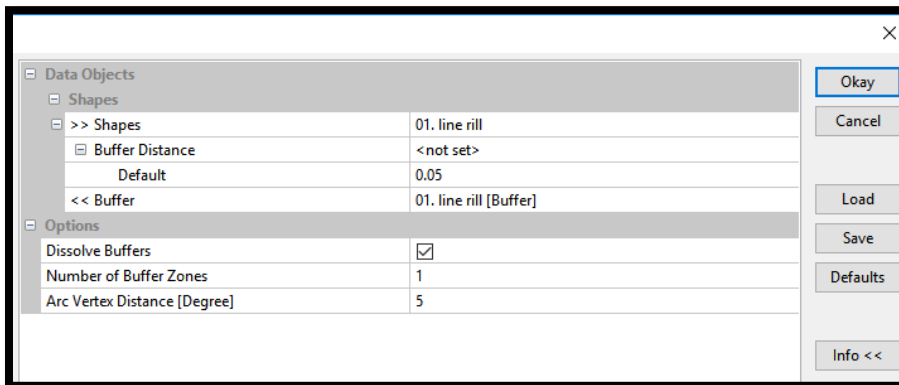 Data Objects
Shapes
>> Shapes 01. line rill
Buffer Distance <not set>
Default 0.05
<< Buffer 01. line rill [Buffer]
Options
Dissolve Buffers
Number of Buffer Zones 1
Arc Vertex Distance [Degree] 5
Okay
Cancel
Load
Save
Defaults
Info <<